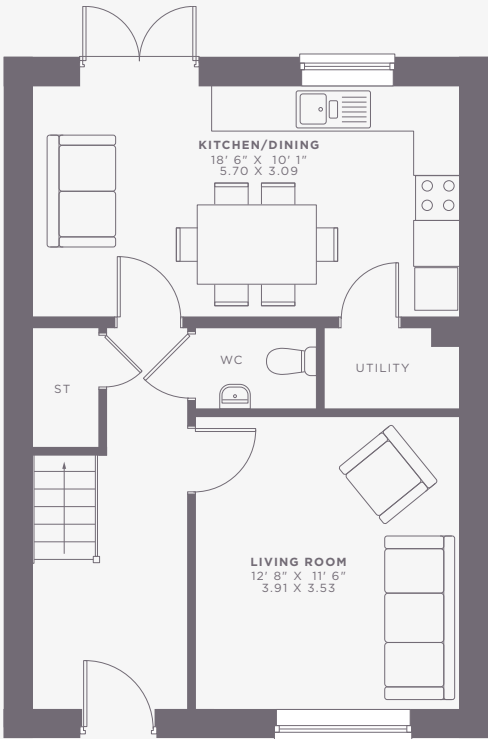 KITCHEN/DINING
18' 6" X 10' 1"
5.70 X 3.09
WC
UTILITY
ST
LIVING ROOM
12' 8" X 11' 6"
3.91 X 3.53